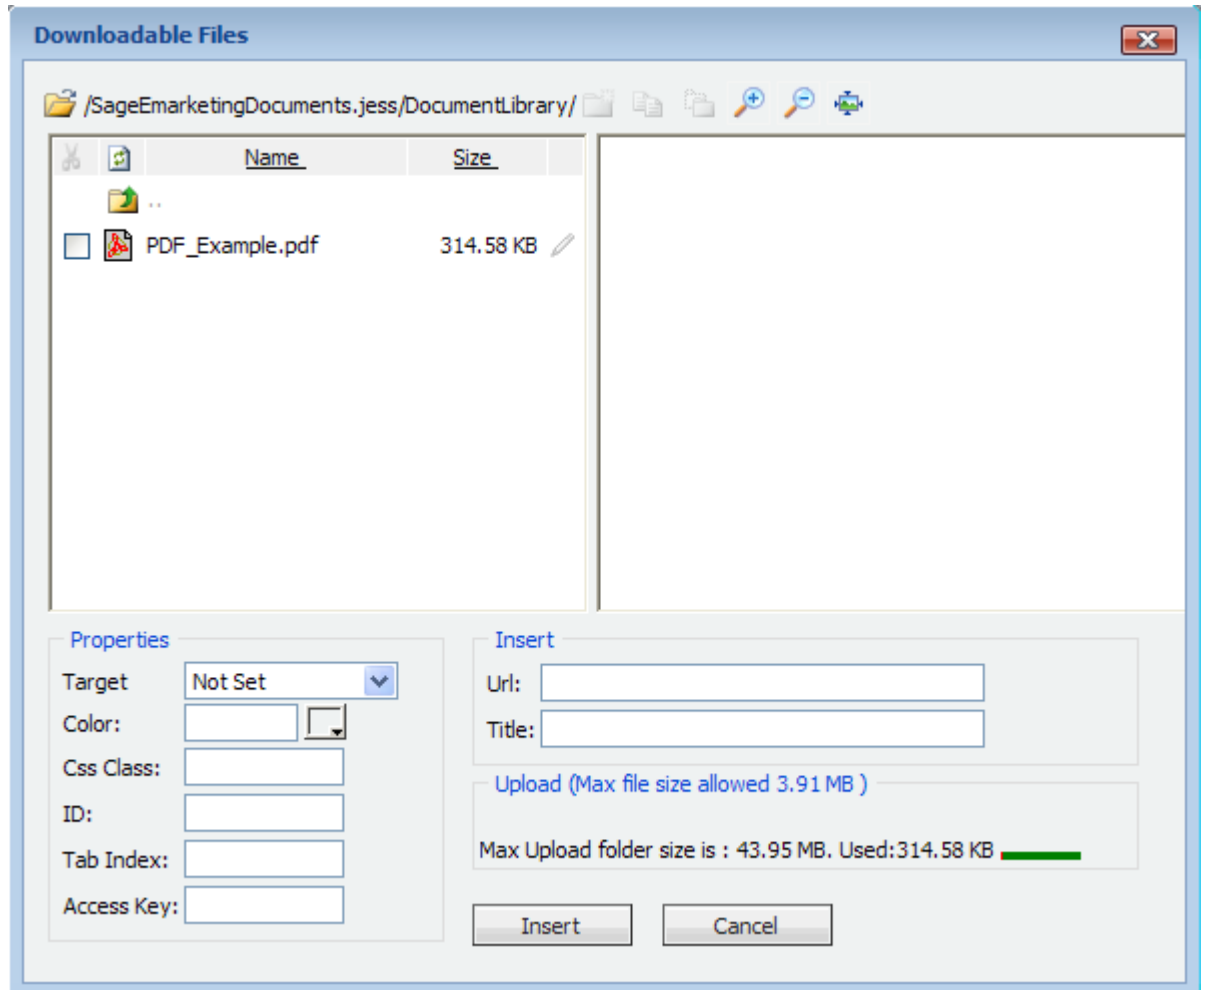 Downloadable Files
/SageEmarketingDocuments.jess/DocumentLibrary/
Name Size
..
PDF_Example.pdf 314.58 KB
Properties
Target Not Set
Color:
Css Class:
ID:
Tab Index:
Access Key:
Insert
Url:
Title:
Upload (Max file size allowed 3.91 MB )
Max Upload folder size is : 43.95 MB. Used:314.58 KB
Insert Cancel